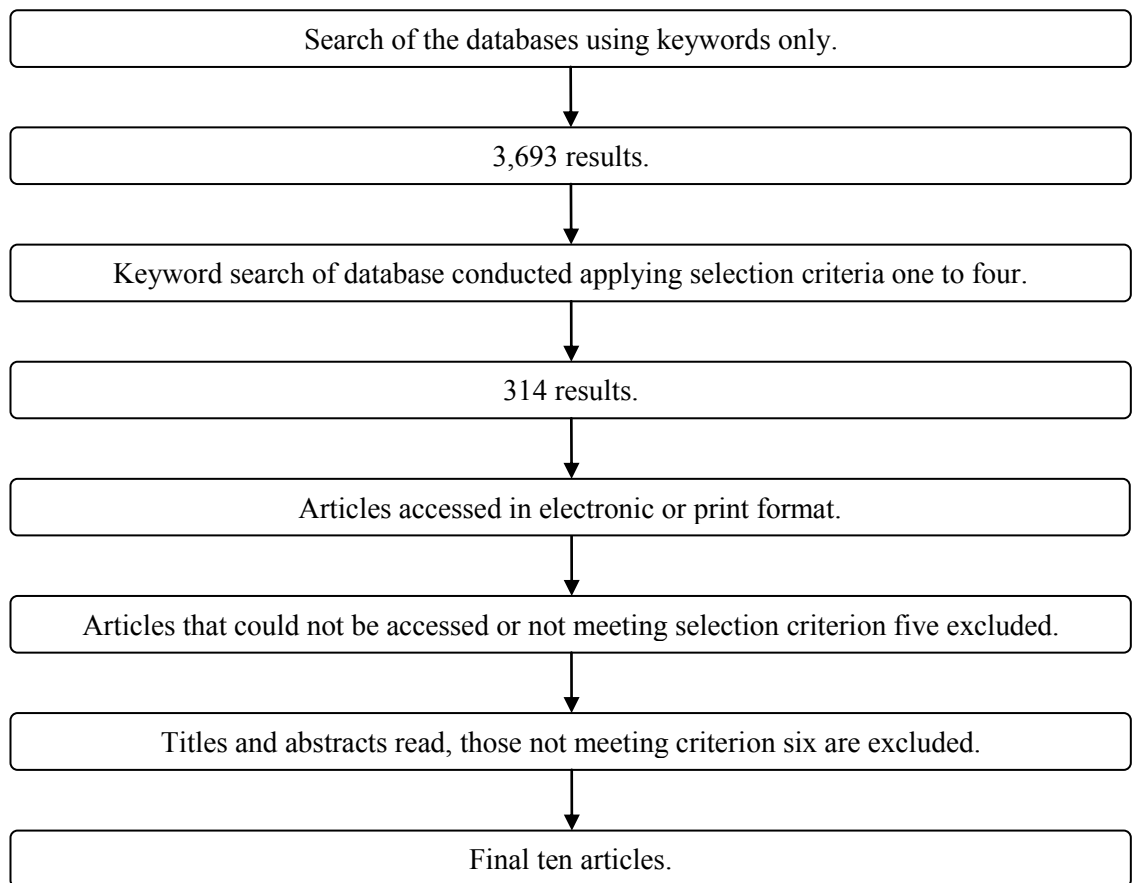 Search of the databases using keywords only.
3,693 results.
Keyword search of database conducted applying selection criteria one to four.
314 results.
Articles accessed in electronic or print format.
Articles that could not be accessed or not meeting selection criterion five excluded.
Titles and abstracts read, those not meeting criterion six are excluded.
Final ten articles.